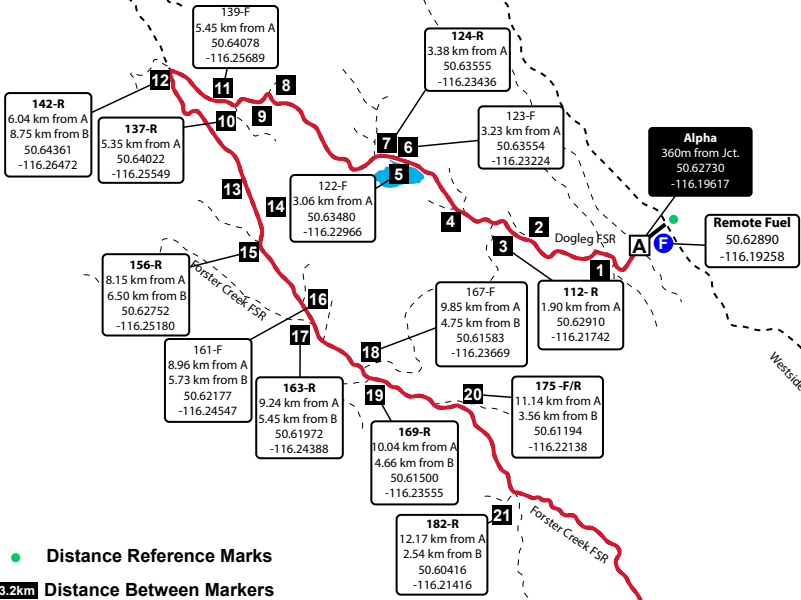 139-F
5.45 km from A
50.64078
-116.25689
124-R
3.38 km from A
50.63555
-116.23436
12
11
8
142-R
6.04 km from A
8.75 km from B
50.64361
-116.26472
137-R
5.35 km from A
50.64022
-116.25549
10
9
7
6
123-F
3.23 km from A
50.63554
-116.23224
Alpha
360m from Jct.
50.62730
-116.19617
5
122-F
3.06 km from A
50.63480
-116.22966
13
14
4
2
3
Dogleg FSR
A
F
Remote Fuel
50.62890
-116.19258
15
1
156-R
8.15 km from A
6.50 km from B
50.62752
-116.25180
Forster Creek FSR
16
167-F
9.85 km from A
4.75 km from B
50.61583
-116.23669
112- R
1.90 km from A
50.62910
-116.21742
161-F
8.96 km from A
5.73 km from B
50.62177
-116.24547
17
18
Westside
163-R
9.24 km from A
5.45 km from B
50.61972
-116.24388
19
20
175 -F/R
11.14 km from A
3.56 km from B
50.61194
-116.22138
169-R
10.04 km from A
4.66 km from B
50.61500
-116.23555
21
182-R
12.17 km from A
2.54 km from B
50.60416
-116.21416
Forster Creek FSR
Distance Reference Marks
3.2km Distance Between Markers